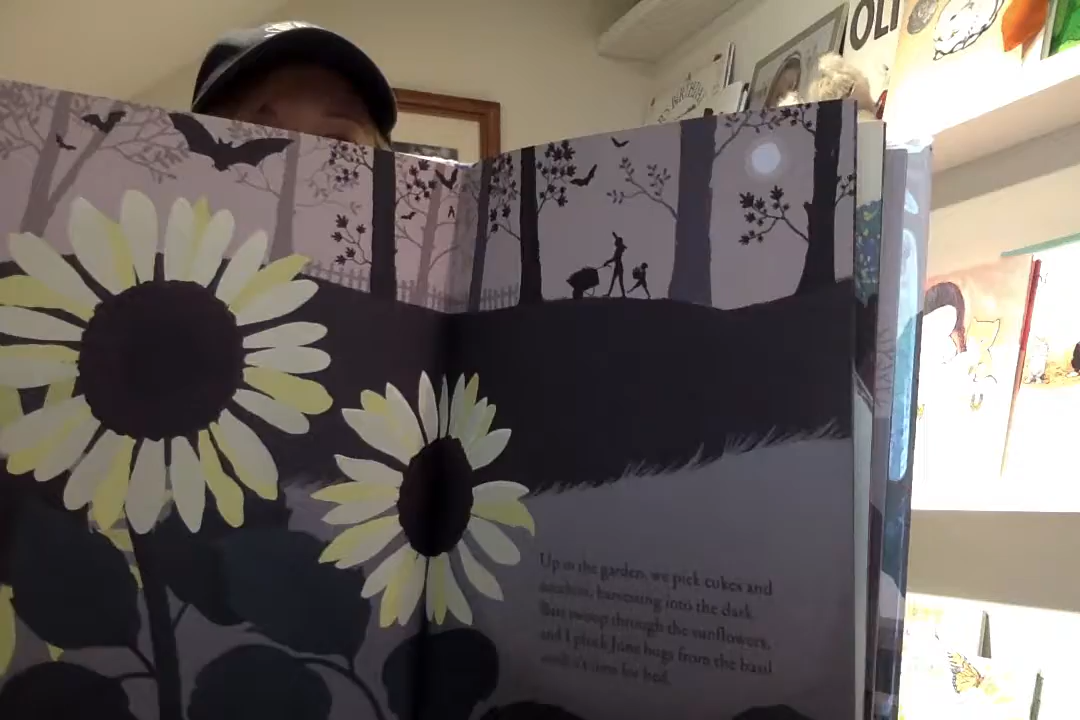 OLI
Up in the garden, we pick cukes and
zucchini, harvesting into the dark.
Bats swoop through the sunflowers,
and I pluck June bugs from the basil
until it's time for bed.